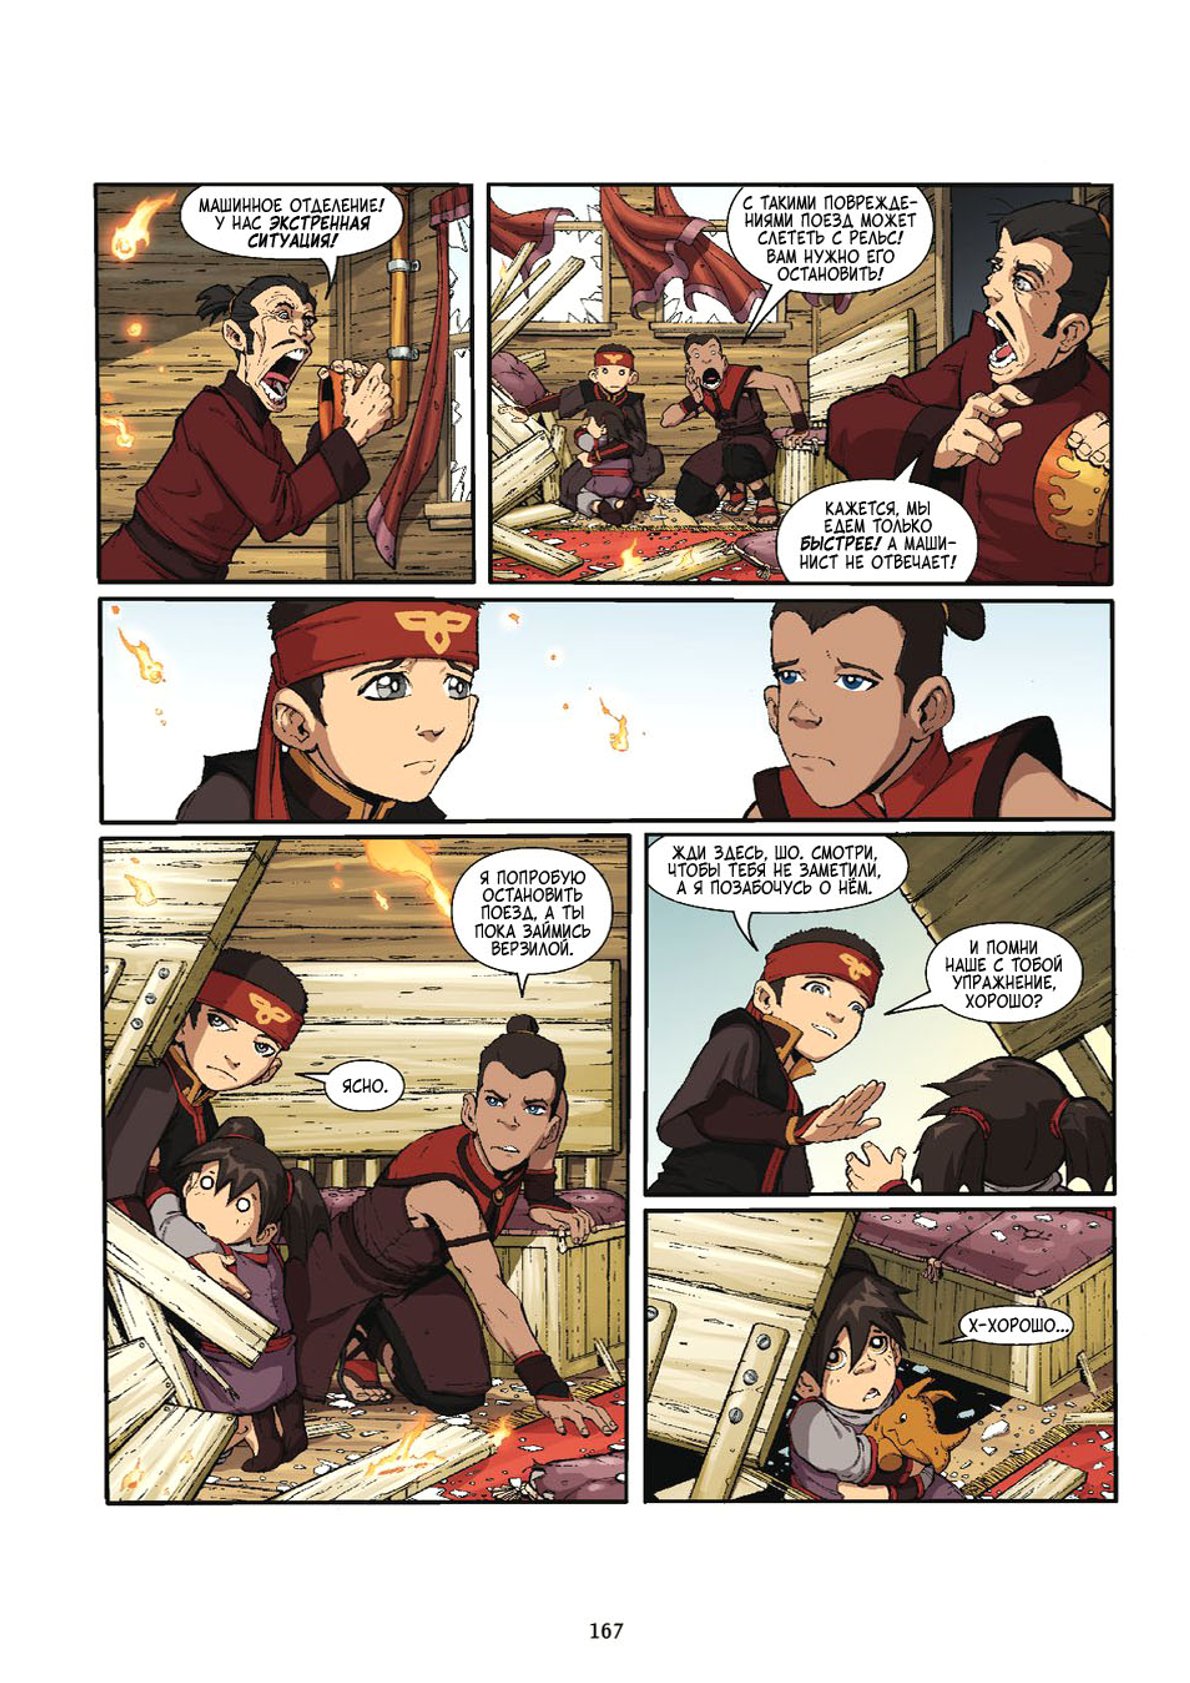 МАШИННОЕ ОТДЕЛЕНИЕ!
У НАС ЭКСТРЕННАЯ
СИТУАЦИЯ!
С ТАКИМИ ПОВРЕЖДЕ-
НИЯМИ ПОЕЗД МОЖЕТ
СЛЕТЕТЬ С РЕЛЬС!
ВАМ НУЖНО ЕГО
ОСТАНОВИТЬ!
КАЖЕТСЯ, МЫ
ЕДЕМ ТОЛЬКО
БЫСТРЕЕ! А МАШИ-
НИСТ НЕ ОТВЕЧАЕТ!
Я ПОПРОБУЮ
ОСТАНОВИТЬ
ПОЕЗД, А ТЫ
ПОКА ЗАЙМИСЬ
ВЕРЗИЛОЙ.
ЯСНО.
ЖДИ ЗДЕСЬ, ШО. СМОТРИ,
ЧТОБЫ ТЕБЯ НЕ ЗАМЕТИЛИ,
А Я ПОЗАБОЧУСЬ О НЁМ.
И ПОМНИ
НАШЕ С ТОБОЙ
УПРАЖНЕНИЕ,
ХОРОШО?
Х-ХОРОШО...
167